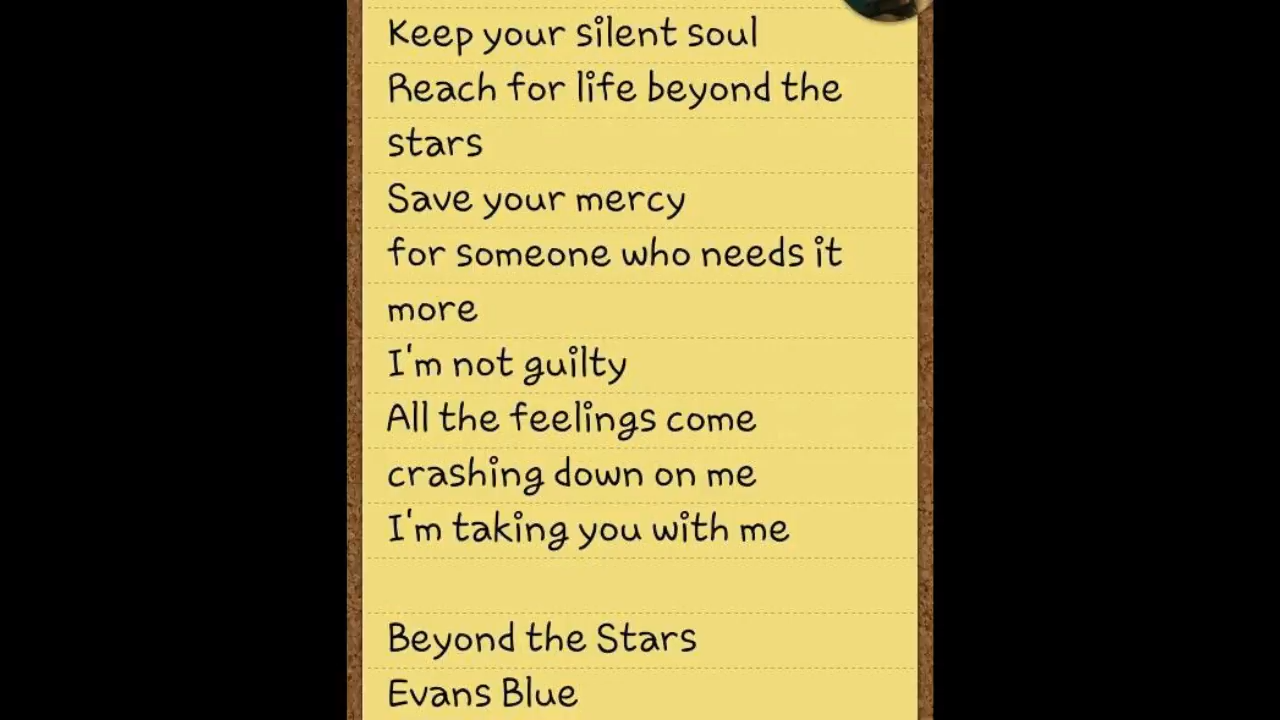 Keep your silent soul
Reach for life beyond the
stars
Save your mercy
for someone who needs it
more
I'm not guilty
All the feelings come
crashing down on me
I'm taking you with me
Beyond the Stars
Evans Blue